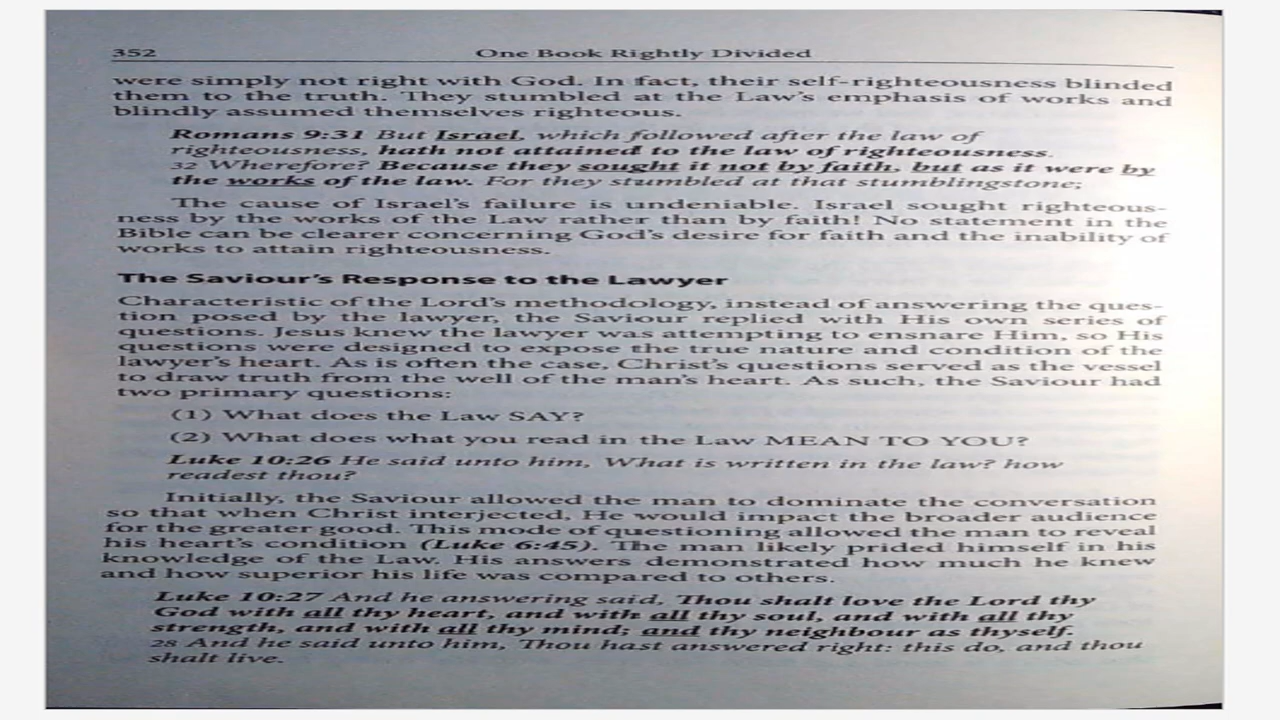 352 One Book Rightly Divided
were simply not right with God. In fact, their self-righteousness blinded
them to the truth. They stumbled at the Law's emphasis of works and
blindly assumed themselves righteous.
Romans 9:31 But Israel, which followed after the law of
righteousness, hath not attained to the law of righteousness.
32 Wherefore? Because they sought it not by faith, but as it were by
the works of the law. For they stumbled at that stumblingstone;
The cause of Israel's failure is undeniable. Israel sought righteous-
ness by the works of the Law rather than by faith! No statement in the
Bible can be clearer concerning God's desire for faith and the inability of
works to attain righteousness.
The Saviour's Response to the Lawyer
Characteristic of the Lord's methodology, instead of answering the ques-
tion posed by the lawyer, the Saviour replied with His own series of
questions. Jesus knew the lawyer was attempting to ensnare Him, so His
questions were designed to expose the true nature and condition of the
lawyer's heart. As is often the case, Christ's questions served as the vessel
to draw truth from the well of the man's heart. As such, the Saviour had
two primary questions:
(1) What does the Law SAY?
(2) What does what you read in the Law MEAN TO YOU?
Luke 10:26 He said unto him, What is written in the law? how
readest thou?
Initially, the Saviour allowed the man to dominate the conversation
so that when Christ interjected, He would impact the broader audience
for the greater good. This mode of questioning allowed the man to reveal
his heart's condition (Luke 6:45). The man likely prided himself in his
knowledge of the Law. His answers demonstrated how much he knew
and how superior his life was compared to others.
Luke 10:27 And he answering said, Thou shalt love the Lord thy
God with all thy heart, and with all thy soul, and with all thy
strength, and with all thy mind; and thy neighbour as thyself.
28 And he said unto him, Thou hast answered right: this do, and thou
shalt live.